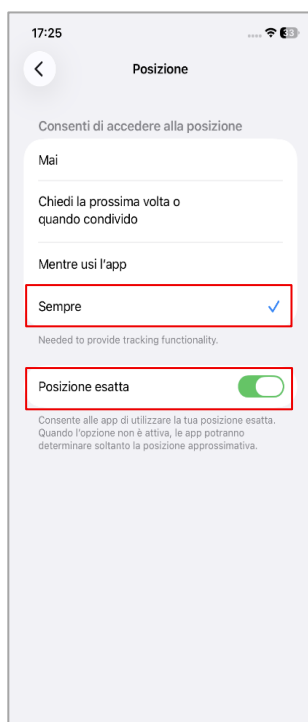 17:25
33
Posizione
Consenti di accedere alla posizione
Mai
Chiedi la prossima volta o
quando condivido
Mentre usi l'app
Sempre
Needed to provide tracking functionality.
Posizione esatta
Consente alle app di utilizzare la tua posizione esatta.
Quando l'opzione non è attiva, le app potranno
determinare soltanto la posizione approssimativa.